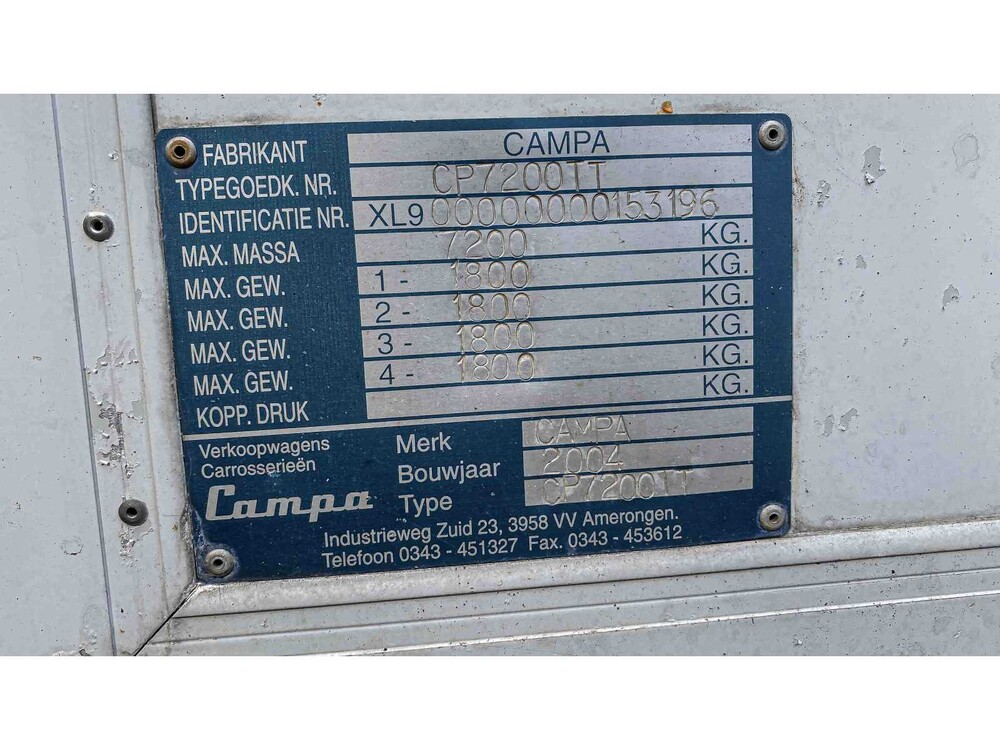 FABRIKANT CAMPA
TYPEGOEDK. NR. CP7200TT
IDENTIFICATIE NR. XL900000000153196
MAX. MASSA 7200 KG.
MAX. GEW. 1 - 1800 KG.
MAX. GEW. 2 - 1800 KG.
MAX. GEW. 3 - 1800 KG.
MAX. GEW. 4 - 1800 KG.
KOPP. DRUK KG.
Verkoopwagens
Carrosserieën
Campa
Merk CAMPA
Bouwjaar 2004
Type CP7200TT
Industrieweg Zuid 23, 3958 VV Amerongen.
Telefoon 0343 - 451327 Fax. 0343 - 453612